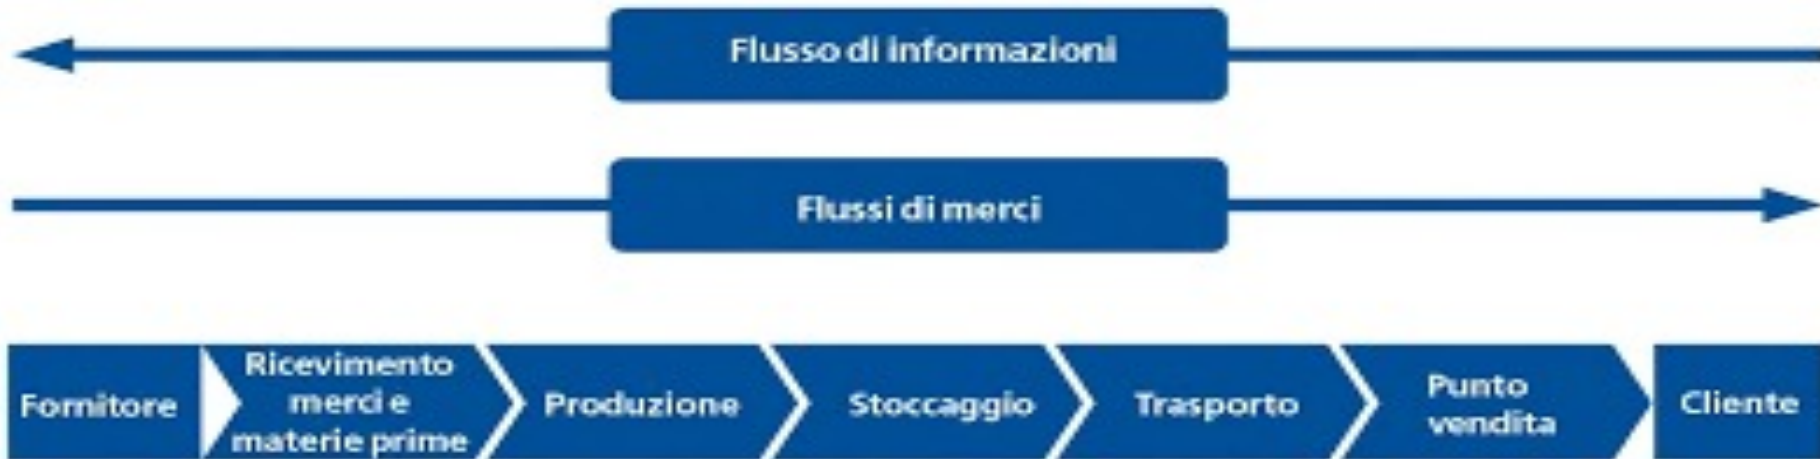 Flusso di informazioni
Flussi di merci
Fornitore
Ricevimento
merci e
materie prime
Produzione
Stoccaggio
Trasporto
Punto
vendita
Cliente